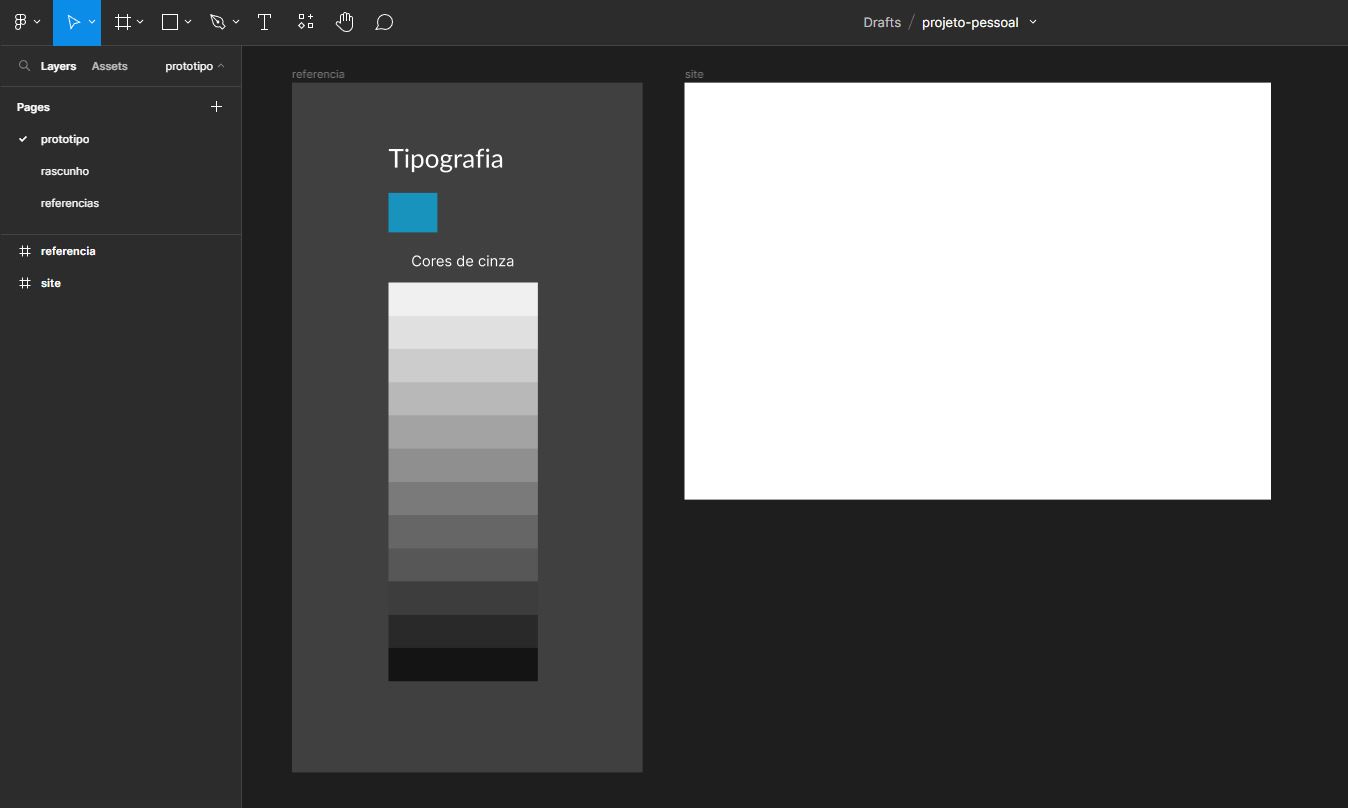 Drafts / projeto-pessoal
Layers Assets prototipo
Pages
prototipo
rascunho
referencias
referencia
site
referencia
Tipografia
Cores de cinza
site